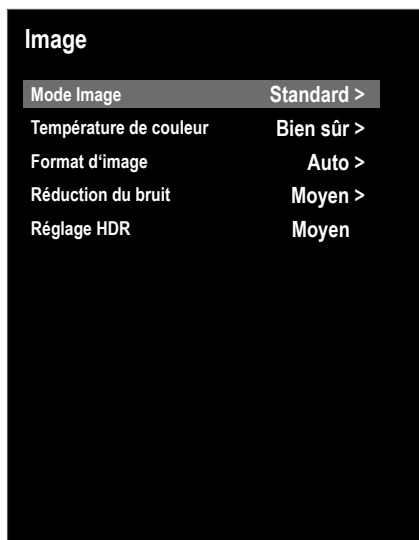 Image
Mode Image Standard >
Température de couleur Bien sûr >
Format d‘image Auto >
Réduction du bruit Moyen >
Réglage HDR Moyen